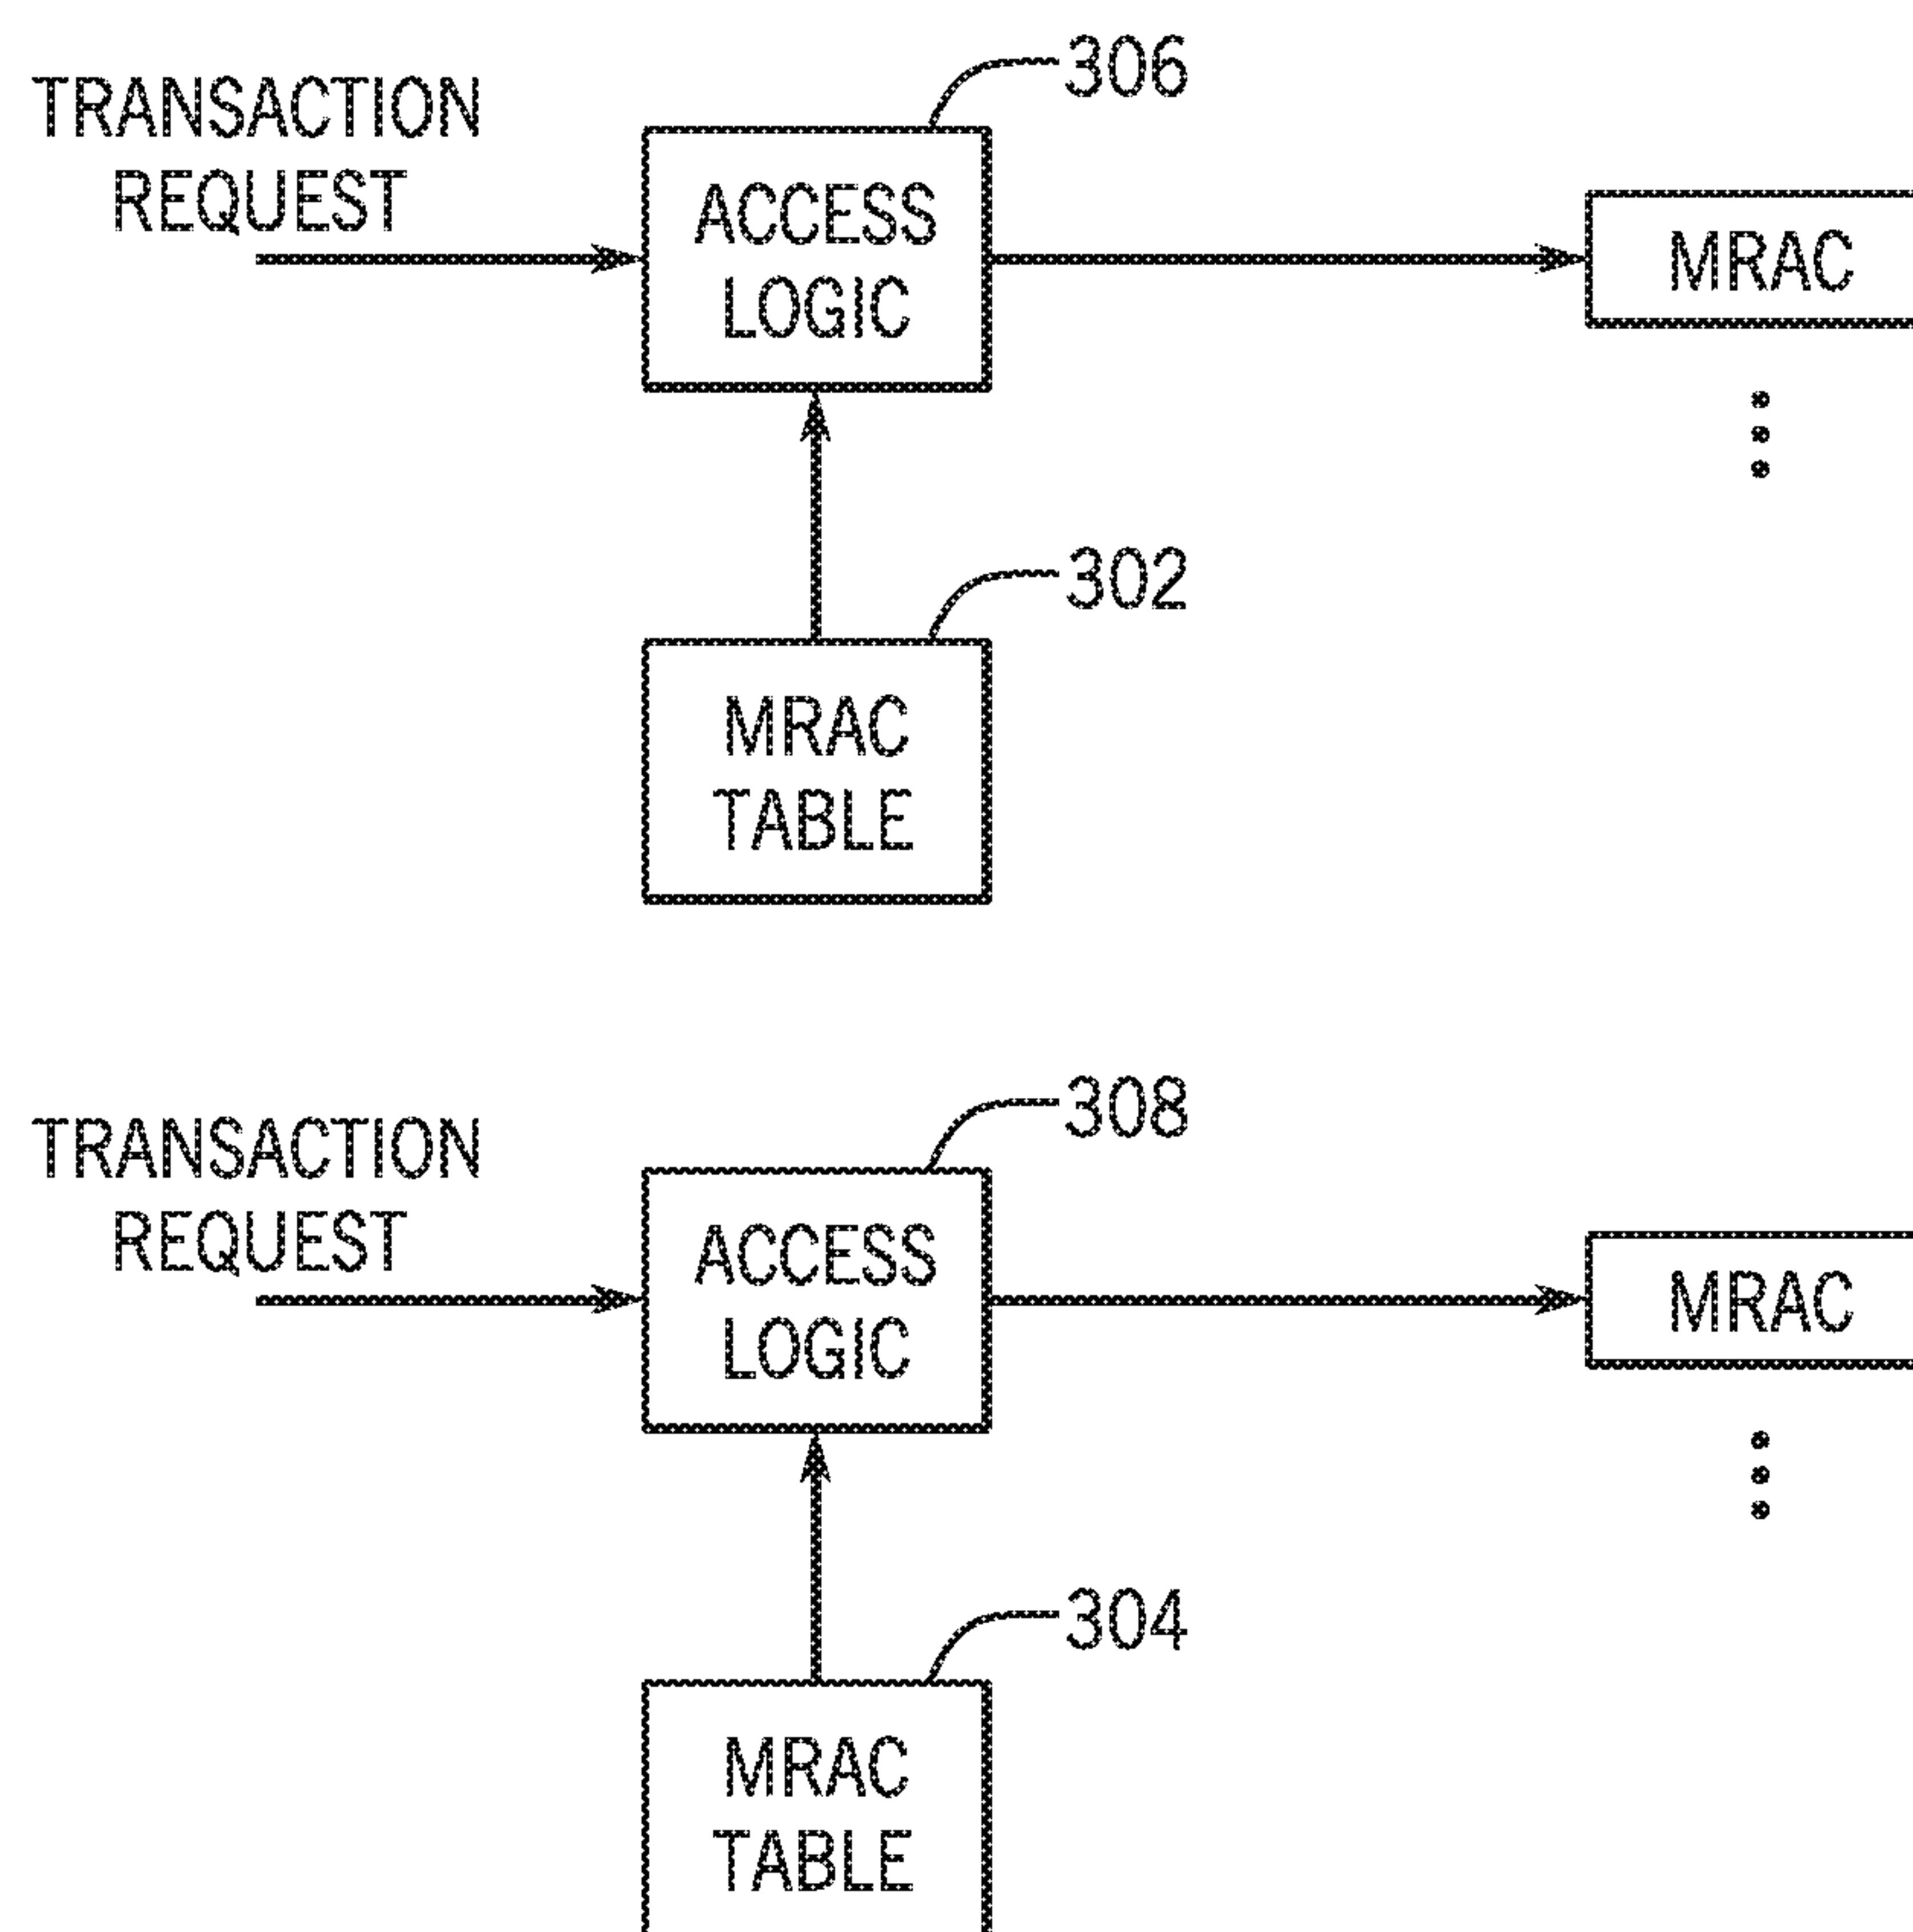 306
TRANSACTION
REQUEST
ACCESS
LOGIC
MRAC
302
MRAC
TABLE
308
TRANSACTION
REQUEST
ACCESS
LOGIC
MRAC
304
MRAC
TABLE